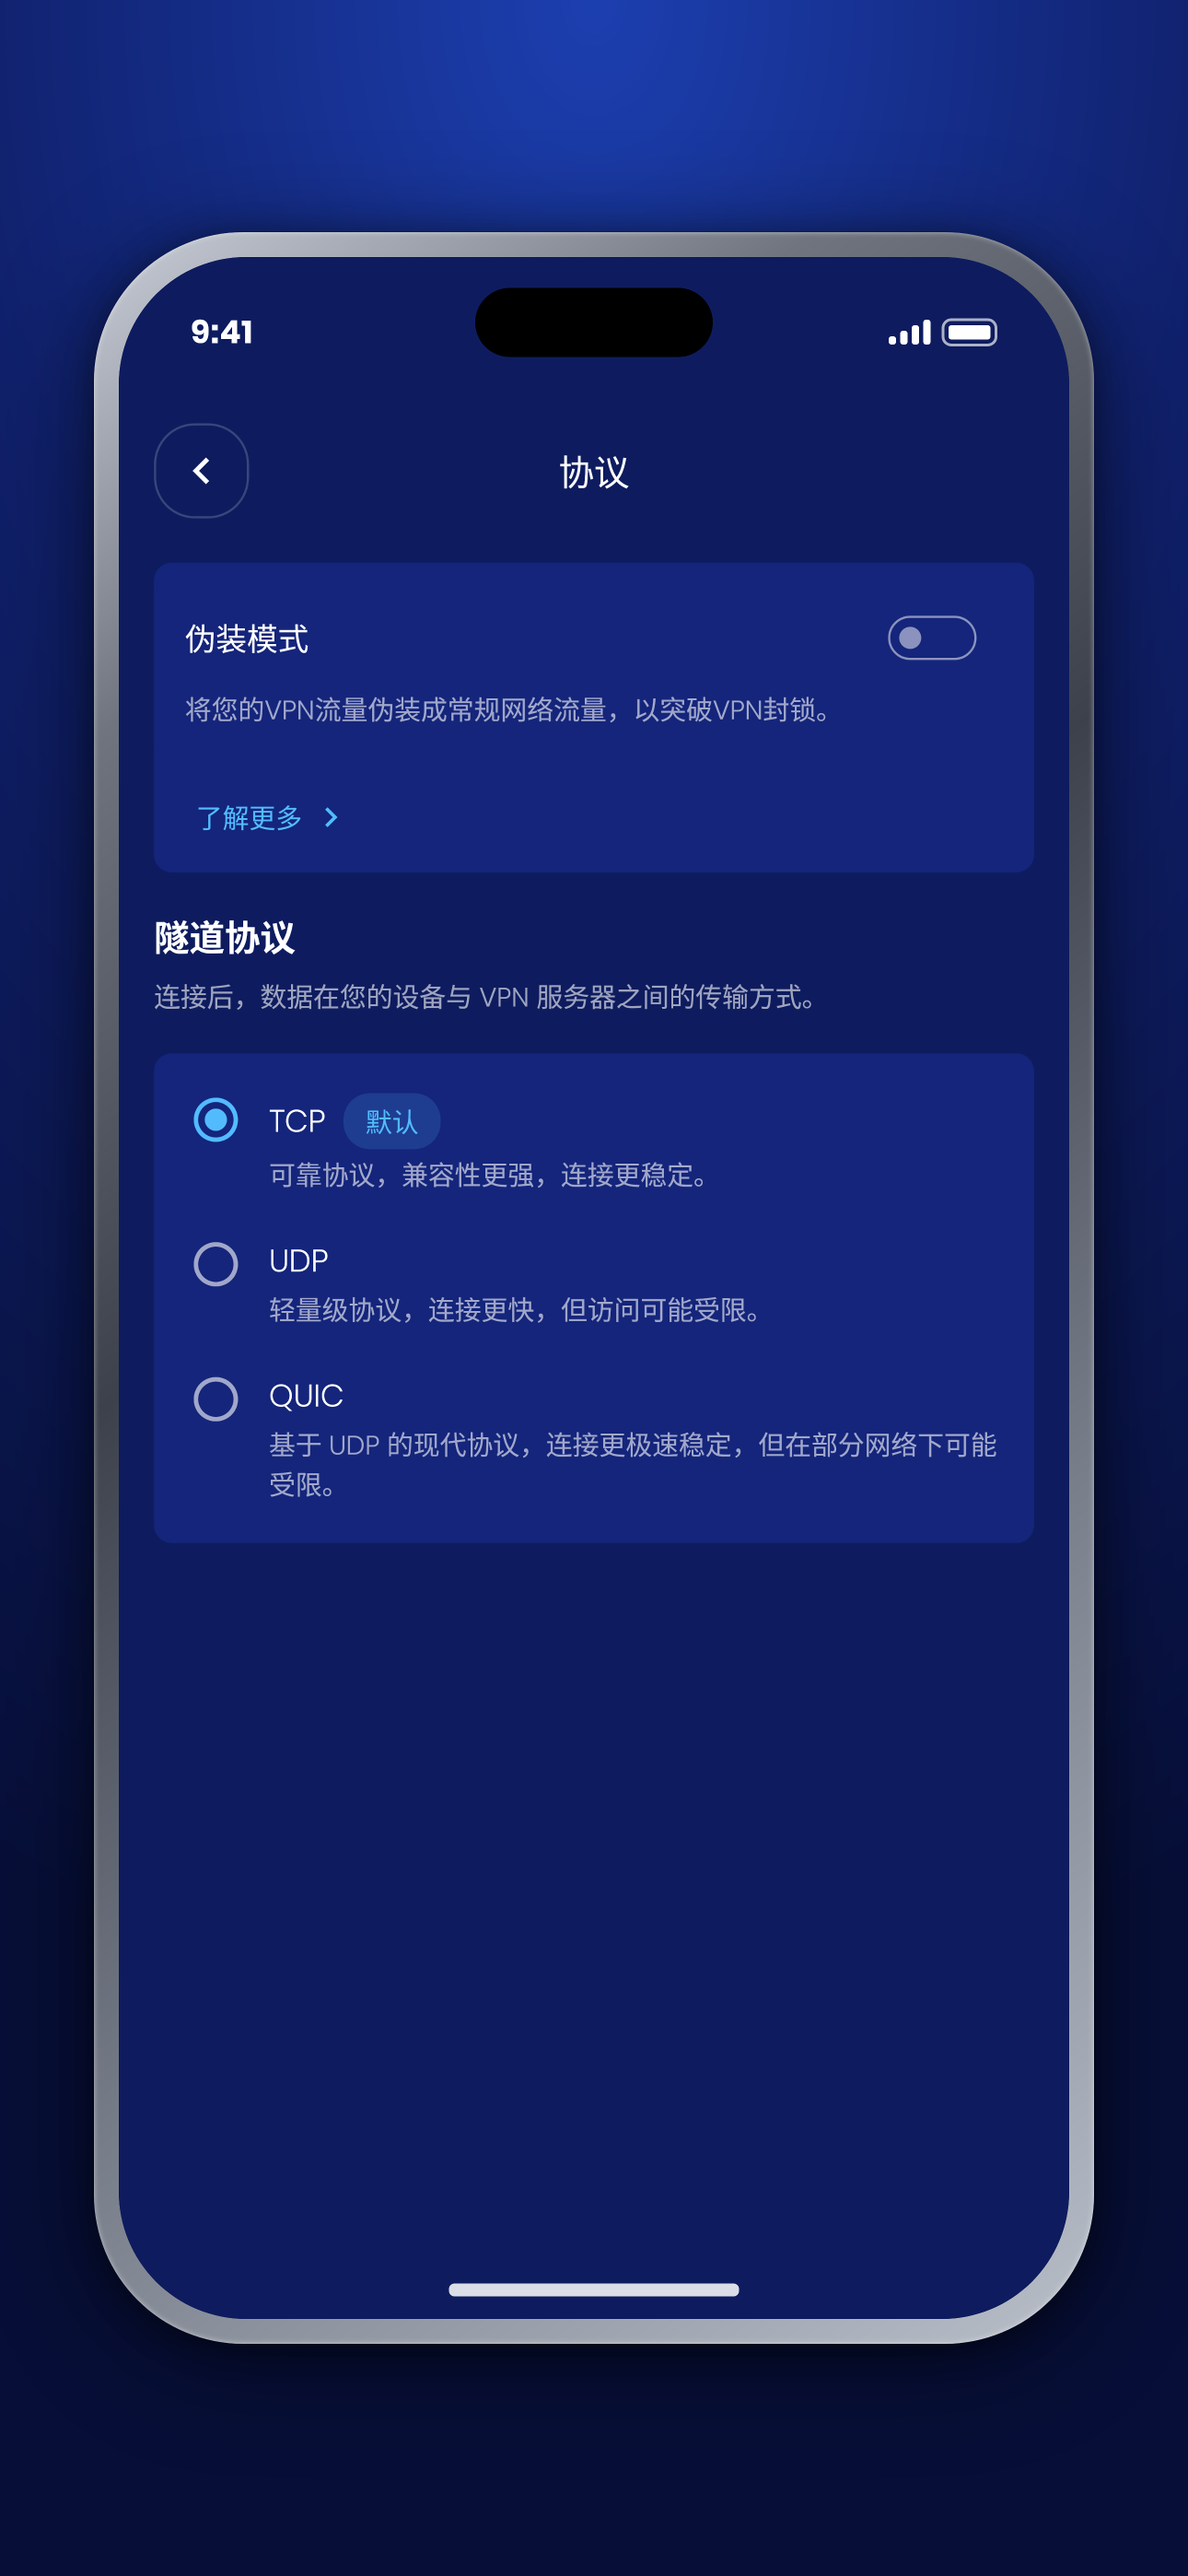 9:41
协议
伪装模式
将您的VPN流量伪装成常规网络流量，以突破VPN封锁。
了解更多
隧道协议
连接后，数据在您的设备与 VPN 服务器之间的传输方式。
TCP 默认
可靠协议，兼容性更强，连接更稳定。
UDP
轻量级协议，连接更快，但访问可能受限。
QUIC
基于 UDP 的现代协议，连接更极速稳定，但在部分网络下可能
受限。